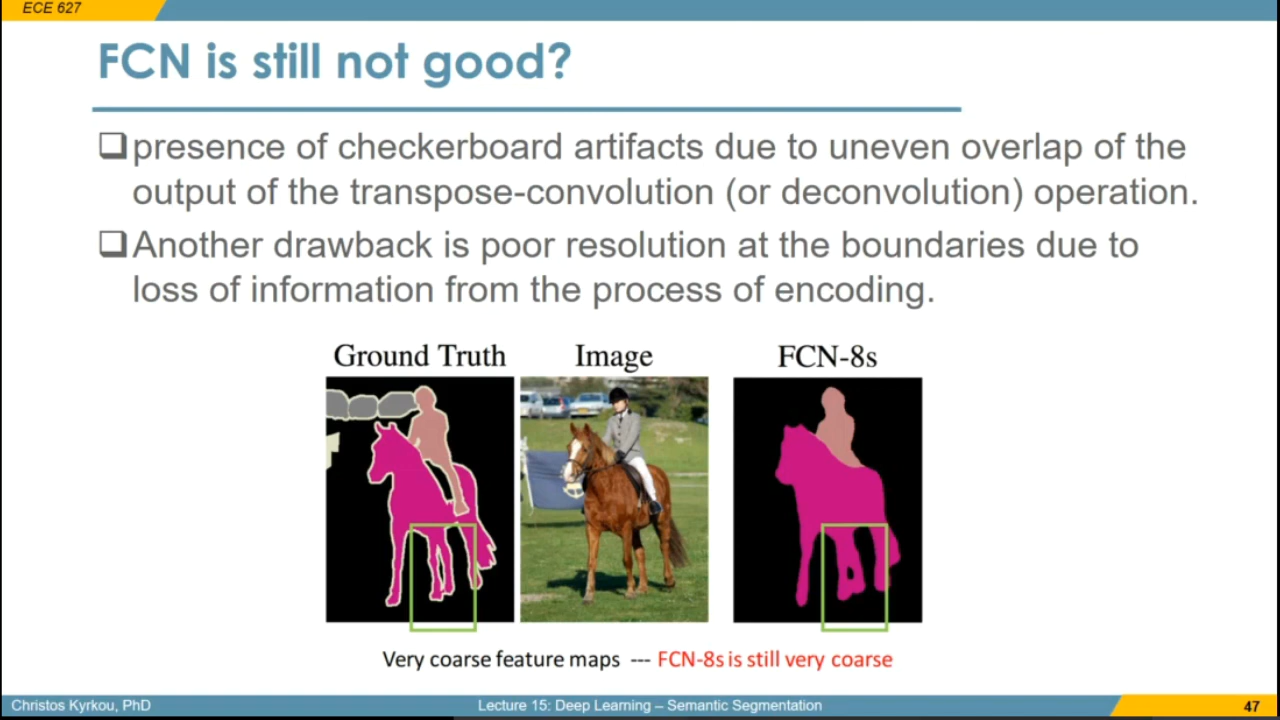 ECE 627
FCN is still not good?
❑presence of checkerboard artifacts due to uneven overlap of the
output of the transpose-convolution (or deconvolution) operation.
❑Another drawback is poor resolution at the boundaries due to
loss of information from the process of encoding.
Ground Truth Image FCN-8s
Very coarse feature maps --- FCN-8s is still very coarse
Christos Kyrkou, PhD Lecture 15: Deep Learning – Semantic Segmentation 47